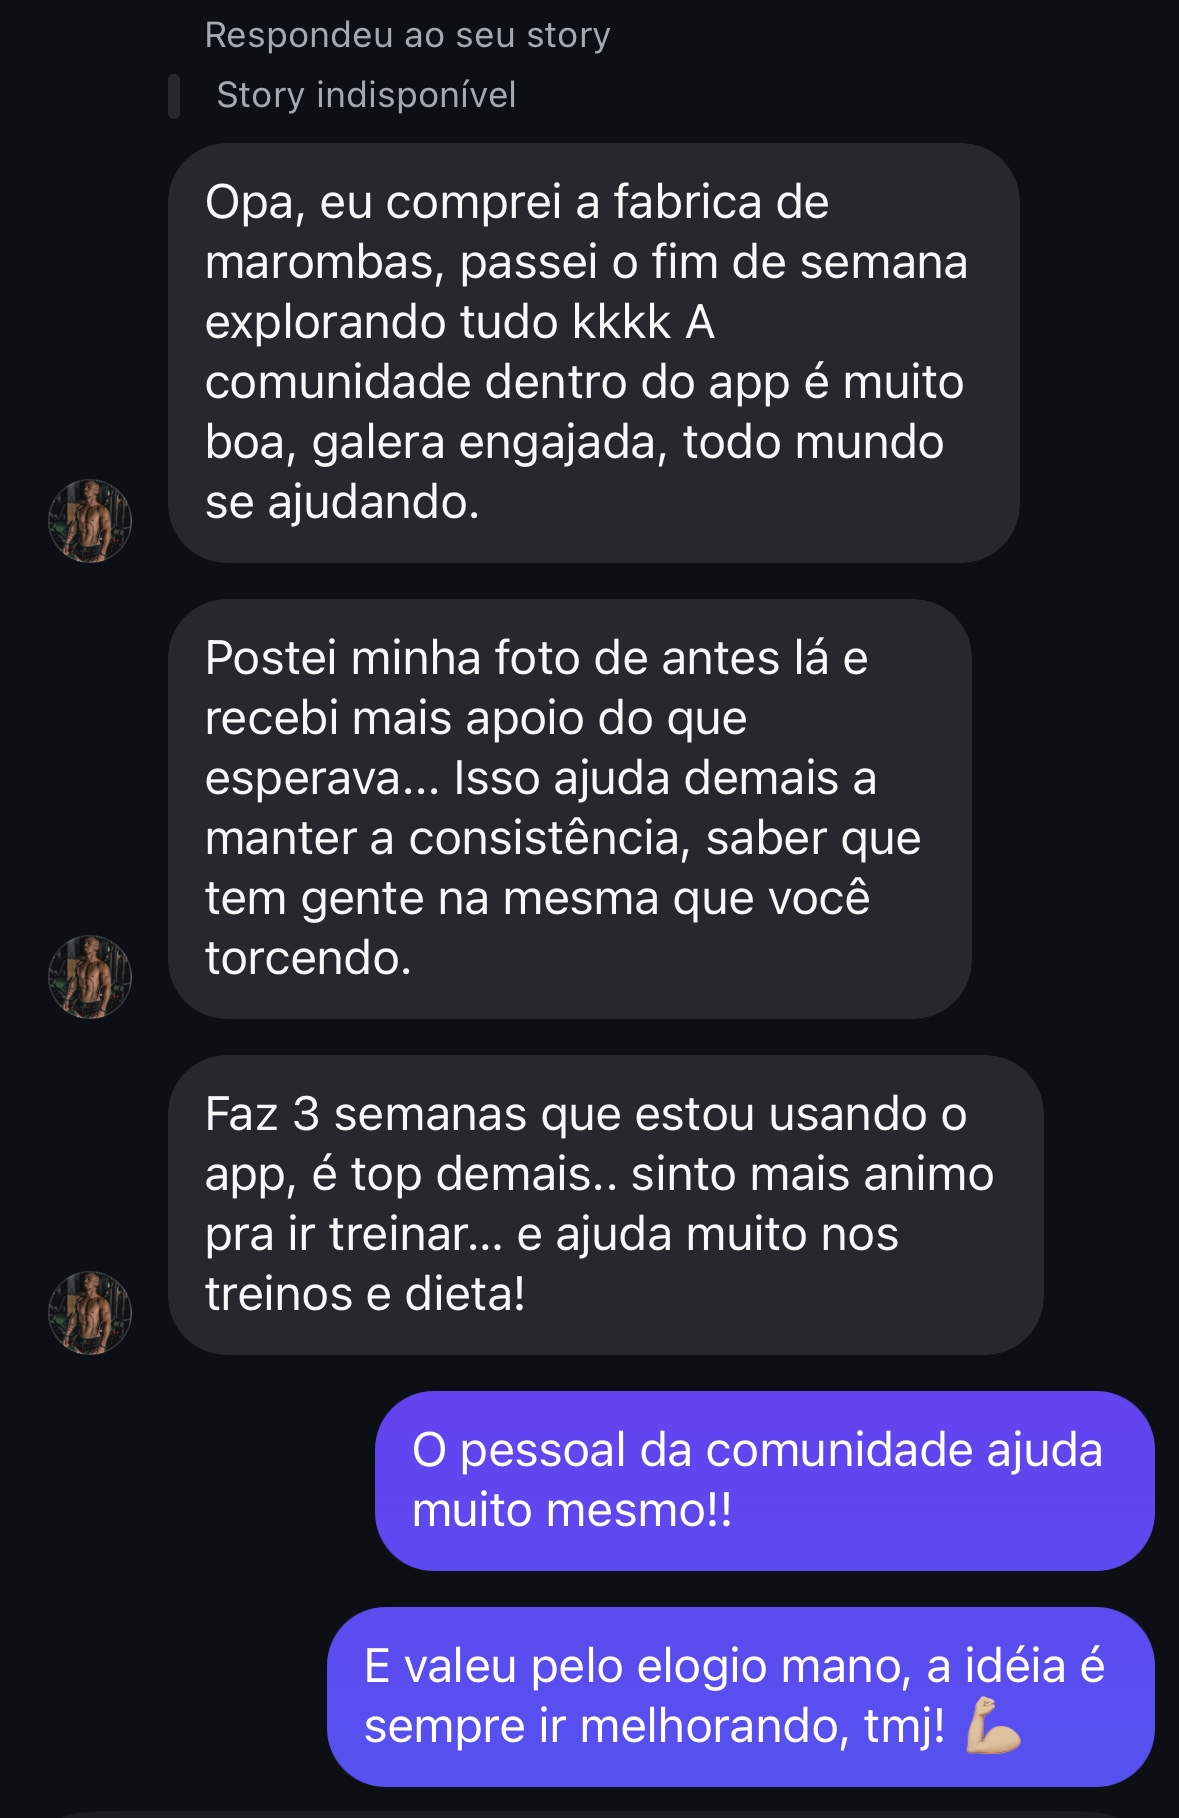 Respondeu ao seu story
Story indisponível
Opa, eu comprei a fabrica de
marombas, passei o fim de semana
explorando tudo kkkk A
comunidade dentro do app é muito
boa, galera engajada, todo mundo
se ajudando.
Postei minha foto de antes lá e
recebi mais apoio do que
esperava... Isso ajuda demais a
manter a consistência, saber que
tem gente na mesma que você
torcendo.
Faz 3 semanas que estou usando o
app, é top demais.. sinto mais animo
pra ir treinar... e ajuda muito nos
treinos e dieta!
O pessoal da comunidade ajuda
muito mesmo!!
E valeu pelo elogio mano, a idéia é
sempre ir melhorando, tmj! 💪🏼